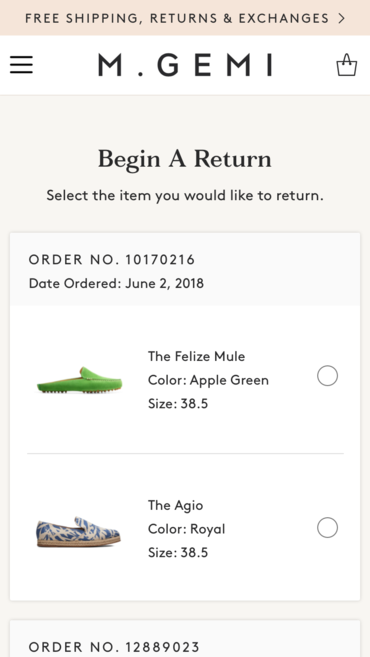 FREE SHIPPING, RETURNS & EXCHANGES
M.GEMI
Begin A Return
Select the item you would like to return.
ORDER NO. 10170216
Date Ordered: June 2, 2018
The Felize Mule
Color: Apple Green
Size: 38.5
The Agio
Color: Royal
Size: 38.5
ORDER NO. 12889023